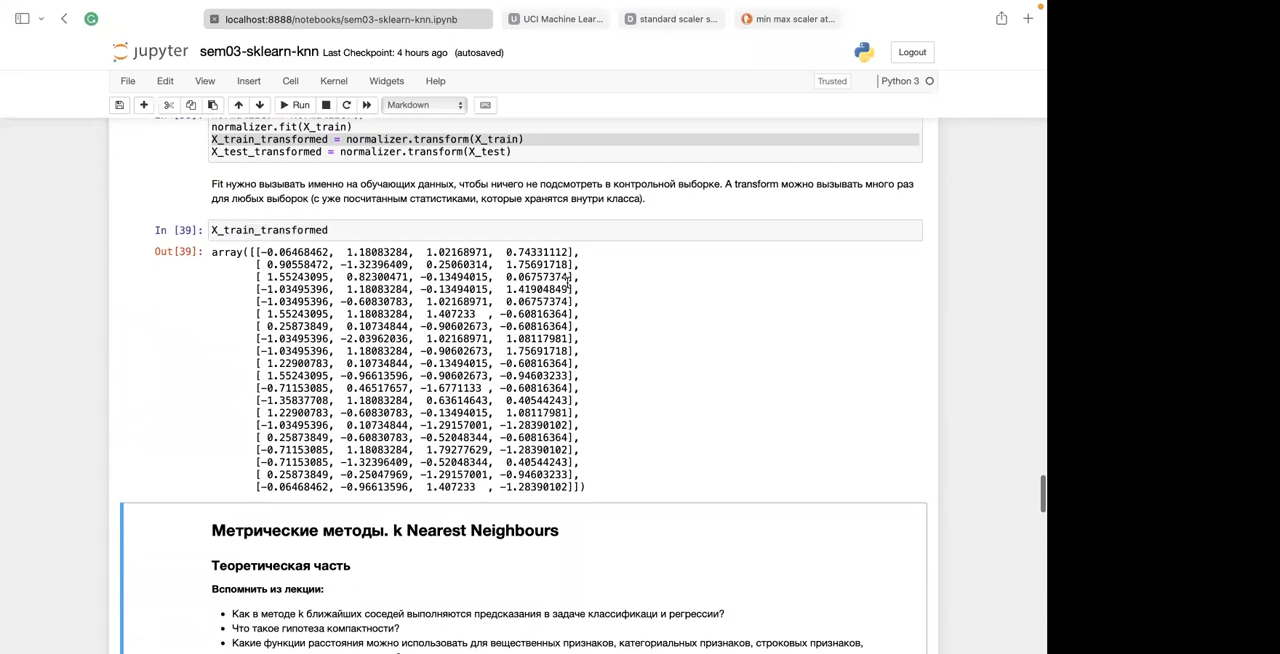 localhost:8888/notebooks/sem03-sklearn-knn.ipynb
UCI Machine Lear...
standard scaler s...
min max scaler at...
jupyter sem03-sklearn-knn Last Checkpoint: 4 hours ago (autosaved)
Logout
File Edit View Insert Cell Kernel Widgets Help
Trusted
Python 3
Run
Markdown
normalizer.fit(X_train)
X_train_transformed = normalizer.transform(X_train)
X_test_transformed = normalizer.transform(X_test)
Fit нужно вызывать именно на обучающих данных, чтобы ничего не подсмотреть в контрольной выборке. А transform можно вызывать много раз
для любых выборок (с уже посчитанным статистиками, которые хранятся внутри класса).
In [39]: X_train_transformed
Out[39]: array([[-0.06468462, 1.18083284, 1.02168971, 0.74331112],
[ 0.90558472, -1.32396409, 0.25060314, 1.75691718],
[ 1.55243095, 0.82300471, -0.13494015, 0.06757374],
[-1.03495396, 1.18083284, -0.13494015, 1.41904849],
[-1.03495396, -0.60830783, 1.02168971, 0.06757374],
[ 1.55243095, 1.18083284, 1.407233 , -0.60816364],
[ 0.25873849, 0.10734844, -0.90602673, -0.60816364],
[-1.03495396, -2.03962036, 1.02168971, 1.08117981],
[-1.03495396, 1.18083284, -0.90602673, 1.75691718],
[ 1.22900783, 0.10734844, -0.13494015, -0.60816364],
[ 1.55243095, -0.96613596, -0.90602673, -0.94603233],
[-0.71153085, 0.46517657, -1.6771133 , -0.60816364],
[-1.35837708, 1.18083284, 0.63614643, 0.40544243],
[ 1.22900783, -0.60830783, -0.13494015, 1.08117981],
[-1.03495396, 0.10734844, -1.29157001, -1.28390102],
[ 0.25873849, -0.60830783, -0.52048344, -0.60816364],
[-0.71153085, 1.18083284, 1.79277629, -1.28390102],
[-0.71153085, -1.32396409, -0.52048344, 0.40544243],
[ 0.25873849, -0.25047969, -1.29157001, -0.94603233],
[-0.06468462, -0.96613596, 1.407233 , -1.28390102]])
Метрические методы. k Nearest Neighbours
Теоретическая часть
Вспомнить из лекции:
• Как в методе k ближайших соседей выполняются предсказания в задаче классификаци и регрессии?
• Что такое гипотеза компактности?
• Какие функции расстояния можно использовать для вещественных признаков, категориальных признаков, строковых признаков,